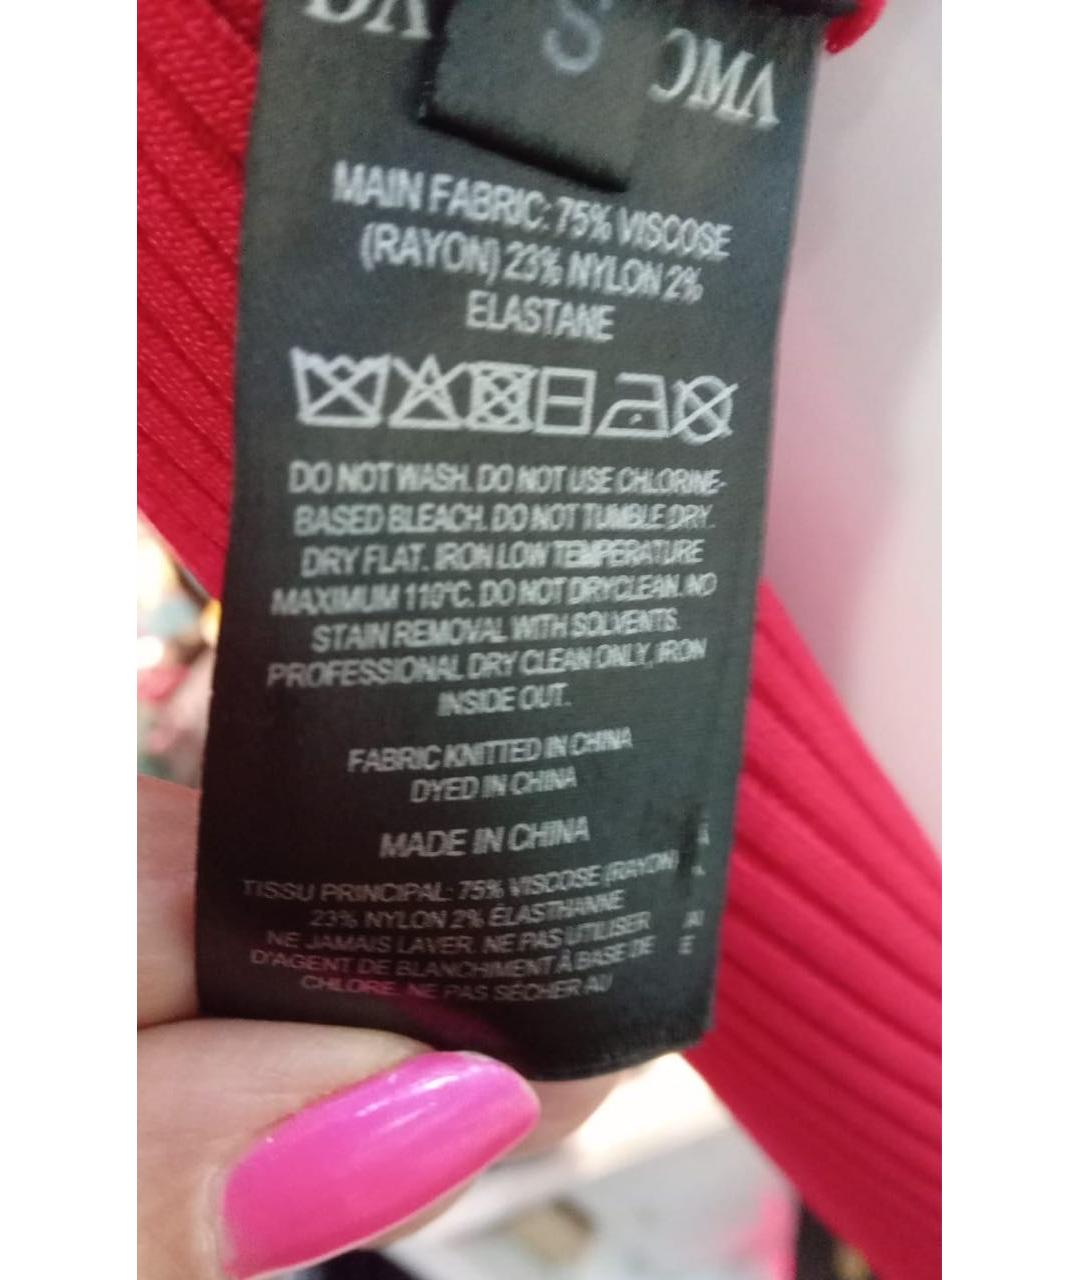 S
VMC
MAIN FABRIC: 75% VISCOSE
(RAYON) 23% NYLON 2%
ELASTANE
DO NOT WASH. DO NOT USE CHLORINE-
BASED BLEACH. DO NOT TUMBLE DRY.
DRY FLAT. IRON LOW TEMPERATURE
MAXIMUM 110°C. DO NOT DRYCLEAN. NO
STAIN REMOVAL WITH SOLVENTS.
PROFESSIONAL DRY CLEAN ONLY, IRON
INSIDE OUT.
FABRIC KNITTED IN CHINA
DYED IN CHINA
MADE IN CHINA
TISSU PRINCIPAL: 75% VISCOSE (RAYON)
23% NYLON 2% ÉLASTHANNE
NE JAMAIS LAVER. NE PAS UTILISER
D'AGENT DE BLANCHIMENT À BASE DE
CHLORE. NE PAS SÉCHER AU